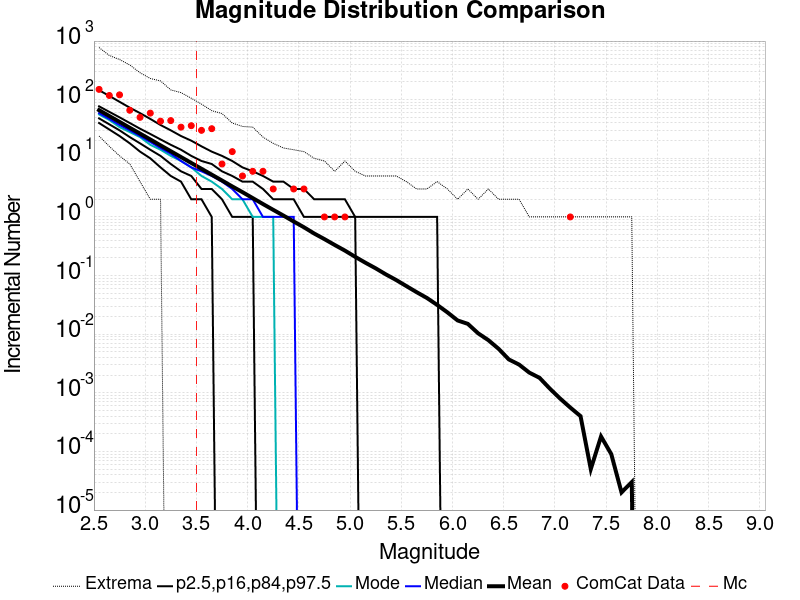 Magnitude Distribution Comparison
10^3
10^2
10^1
10^0
10^-1
10^-2
10^-3
10^-4
10^-5
Incremental Number
2.5 3.0 3.5 4.0 4.5 5.0 5.5 6.0 6.5 7.0 7.5 8.0 8.5 9.0
Magnitude
Extrema p2.5,p16,p84,p97.5 Mode Median Mean ComCat Data Mc